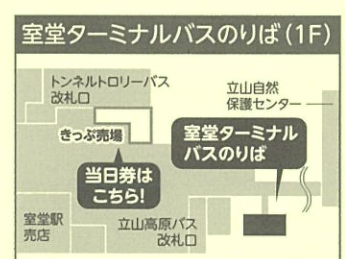 室堂ターミナルバスのりば(1F)
トンネルトロリーバス
改札口
立山自然
保護センター
きっぷ売場
室堂ターミナル
バスのりば
当日券は
こちら!
室堂駅
売店
立山高原バス
改札口